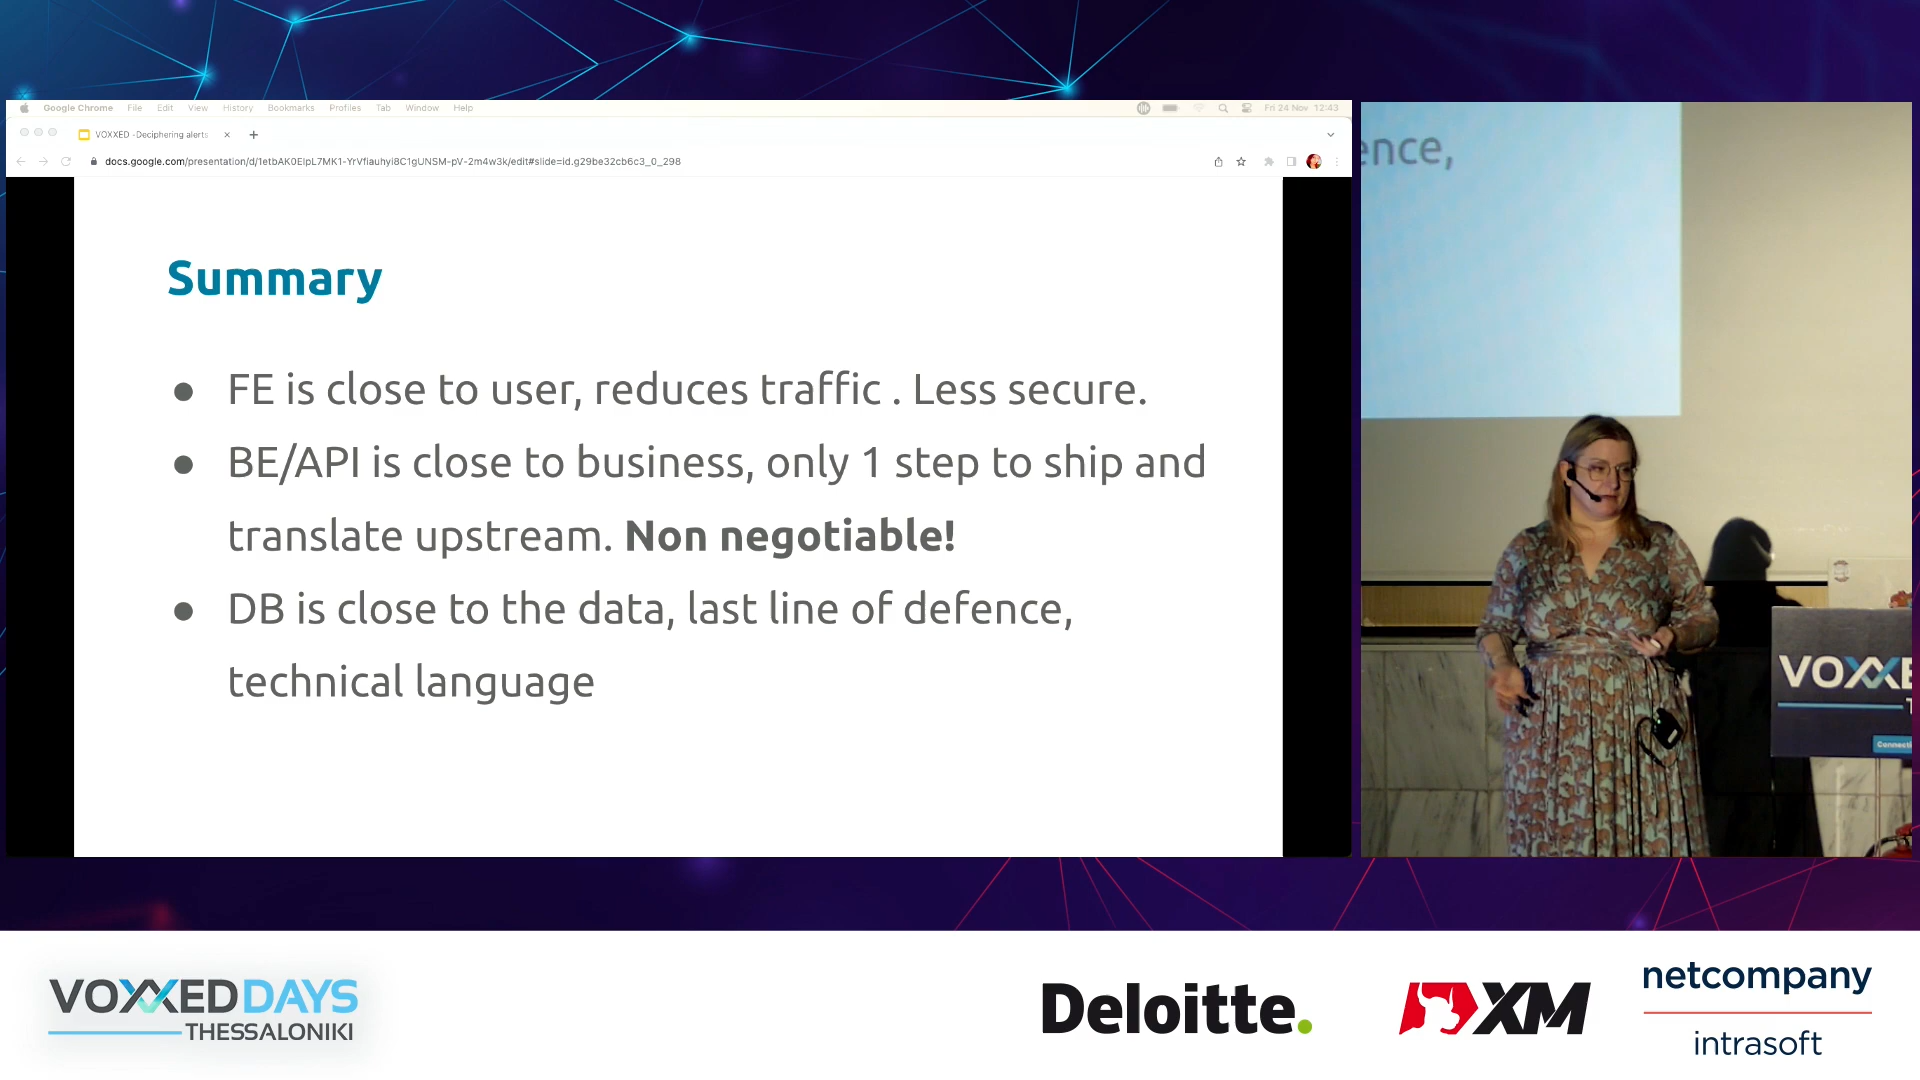 Google Chrome File Edit View History Bookmarks Profiles Tab Window Help Fri 24 Nov 12:43
VOXXED -Deciphering alerts
docs.google.com/presentation/d/1etbAK0ElpL7MK1-YrVfiauhyi8C1gUNSM-pV-2m4w3k/edit#slide=id.g29be32cb6c3_0_298
Summary
● FE is close to user, reduces traffic . Less secure.
● BE/API is close to business, only 1 step to ship and
translate upstream. Non negotiable!
● DB is close to the data, last line of defence,
technical language
ence,
VOXXE
T
Connecti
VOXXED DAYS
THESSALONIKI
Deloitte.
XM
netcompany
intrasoft